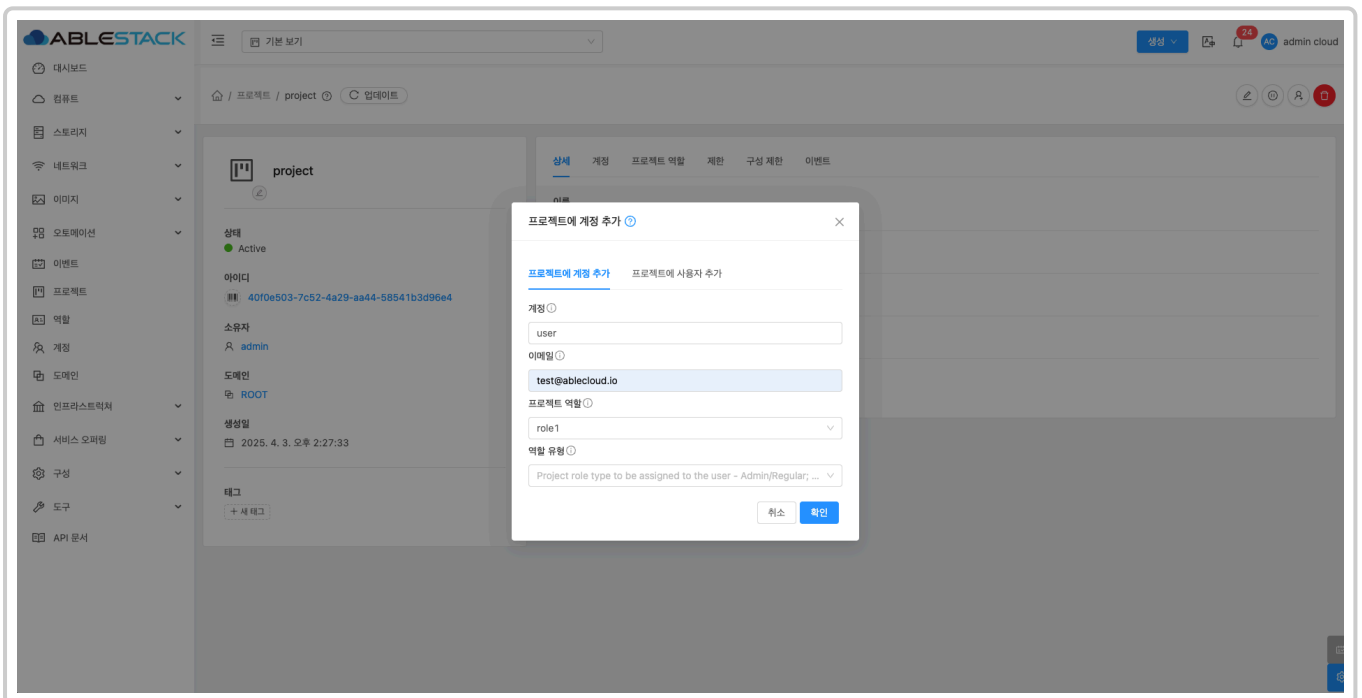 ABLESTACK
기본 보기
생성
24
AC
admin cloud
대시보드
컴퓨트
스토리지
네트워크
이미지
오토메이션
이벤트
프로젝트
역할
계정
도메인
인프라스트럭쳐
서비스 오퍼링
구성
도구
API 문서
/ 프로젝트 / project
업데이트
project
상태
Active
아이디
40f0e503-7c52-4a29-aa44-58541b3d96e4
소유자
admin
도메인
ROOT
생성일
2025. 4. 3. 오후 2:27:33
태그
+ 새 태그
상세 계정 프로젝트 역할 제한 구성 제한 이벤트
이름
프로젝트에 계정 추가
프로젝트에 계정 추가 프로젝트에 사용자 추가
계정
user
이메일
test@ablecloud.io
프로젝트 역할
role1
역할 유형
Project role type to be assigned to the user - Admin/Regular; ...
취소 확인